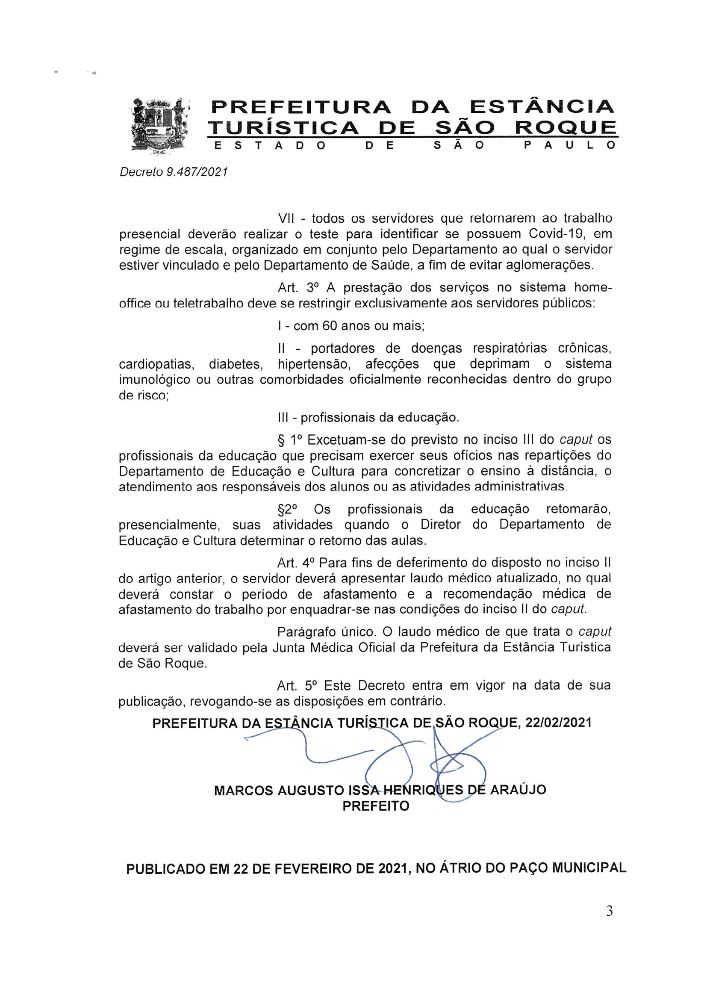 PREFEITURA DA ESTÂNCIA
TURÍSTICA DE SÃO ROQUE
ESTADO DE SÃO PAULO
Decreto 9.487/2021
VII - todos os servidores que retornarem ao trabalho
presencial deverão realizar o teste para identificar se possuem Covid-19, em
regime de escala, organizado em conjunto pelo Departamento ao qual o servidor
estiver vinculado e pelo Departamento de Saúde, a fim de evitar aglomerações.
Art. 3º A prestação dos serviços no sistema home-
office ou teletrabalho deve se restringir exclusivamente aos servidores públicos:
I - com 60 anos ou mais;
II - portadores de doenças respiratórias crônicas,
cardiopatias, diabetes, hipertensão, afecções que deprimam o sistema
imunológico ou outras comorbidades oficialmente reconhecidas dentro do grupo
de risco;
III - profissionais da educação.
§ 1º Excetuam-se do previsto no inciso III do caput os
profissionais da educação que precisam exercer seus ofícios nas repartições do
Departamento de Educação e Cultura para concretizar o ensino à distância, o
atendimento aos responsáveis dos alunos ou as atividades administrativas.
§2º Os profissionais da educação retomarão,
presencialmente, suas atividades quando o Diretor do Departamento de
Educação e Cultura determinar o retorno das aulas.
Art. 4º Para fins de deferimento do disposto no inciso II
do artigo anterior, o servidor deverá apresentar laudo médico atualizado, no qual
deverá constar o período de afastamento e a recomendação médica de
afastamento do trabalho por enquadrar-se nas condições do inciso II do caput.
Parágrafo único. O laudo médico de que trata o caput
deverá ser validado pela Junta Médica Oficial da Prefeitura da Estância Turística
de São Roque.
Art. 5º Este Decreto entra em vigor na data de sua
publicação, revogando-se as disposições em contrário.
PREFEITURA DA ESTÂNCIA TURÍSTICA DE SÃO ROQUE, 22/02/2021
MARCOS AUGUSTO ISSA HENRIQUES DE ARAÚJO
PREFEITO
PUBLICADO EM 22 DE FEVEREIRO DE 2021, NO ÁTRIO DO PAÇO MUNICIPAL
3